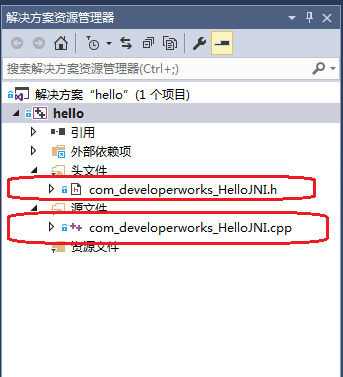 解决方案资源管理器
搜索解决方案资源管理器(Ctrl+;)
解决方案“hello”(1 个项目)
hello
引用
外部依赖项
头文件
com_developerworks_HelloJNI.h
源文件
com_developerworks_HelloJNI.cpp
资源文件